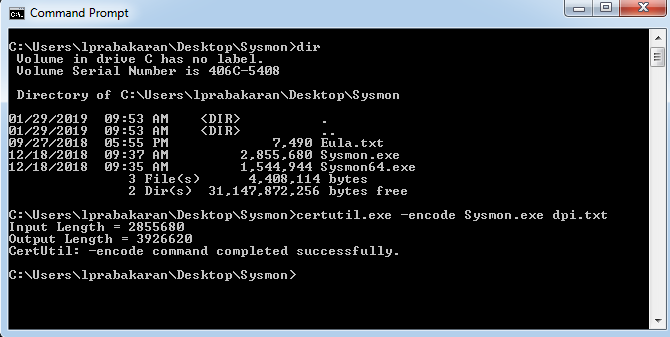 Command Prompt
C:\Users\lprabakaran\Desktop\Sysmon>dir
Volume in drive C has no label.
Volume Serial Number is 406C-5408
Directory of C:\Users\lprabakaran\Desktop\Sysmon
01/29/2019  09:53 AM    <DIR>          .
01/29/2019  09:53 AM    <DIR>          ..
09/27/2018  05:55 PM             7,490 Eula.txt
12/18/2018  09:37 AM         2,855,680 Sysmon.exe
12/18/2018  09:35 AM         1,544,944 Sysmon64.exe
3 File(s)      4,408,114 bytes
2 Dir(s)  31,147,872,256 bytes free
C:\Users\lprabakaran\Desktop\Sysmon>certutil.exe -encode Sysmon.exe dpi.txt
Input Length = 2855680
Output Length = 3926620
CertUtil: -encode command completed successfully.
C:\Users\lprabakaran\Desktop\Sysmon>